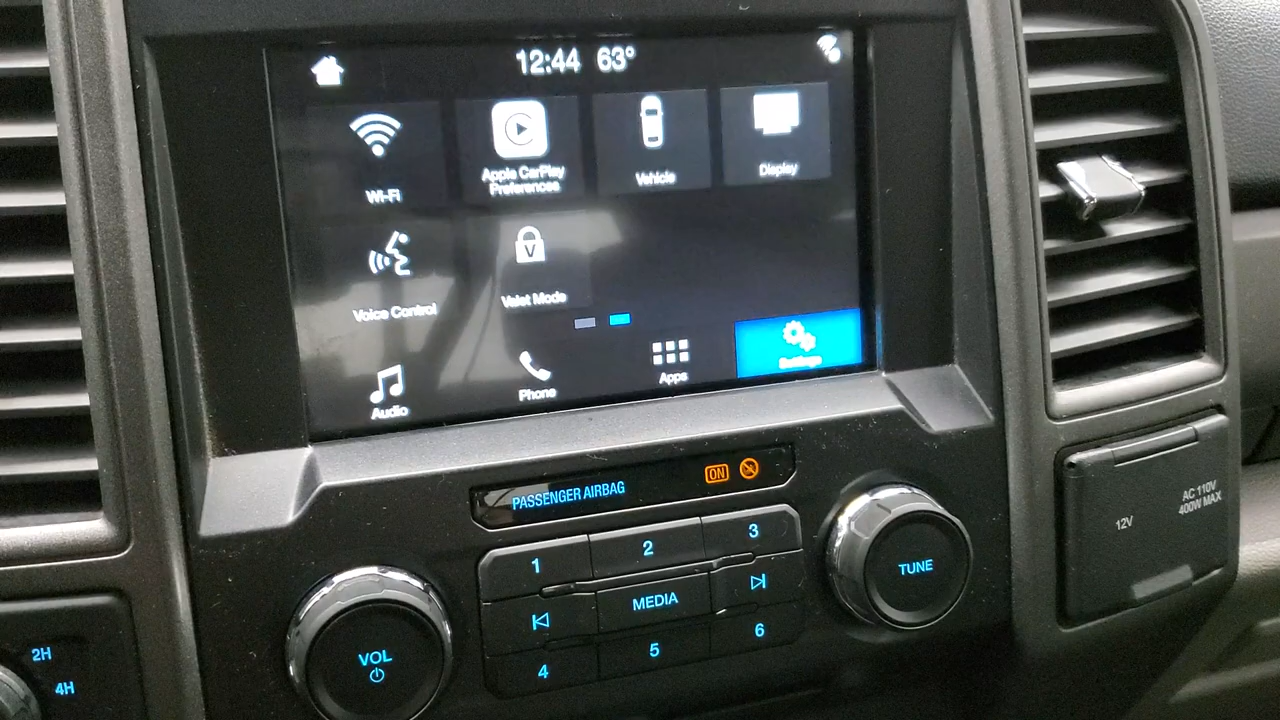 12:44 63°
Wi-Fi
Apple CarPlay
Preferences
Vehicle
Display
Voice Control
Valet Mode
Audio
Phone
Apps
Settings
PASSENGER AIRBAG
ON
1
2
3
MEDIA
4
5
6
VOL
TUNE
2H
4H
12V
AC 110V
400W MAX